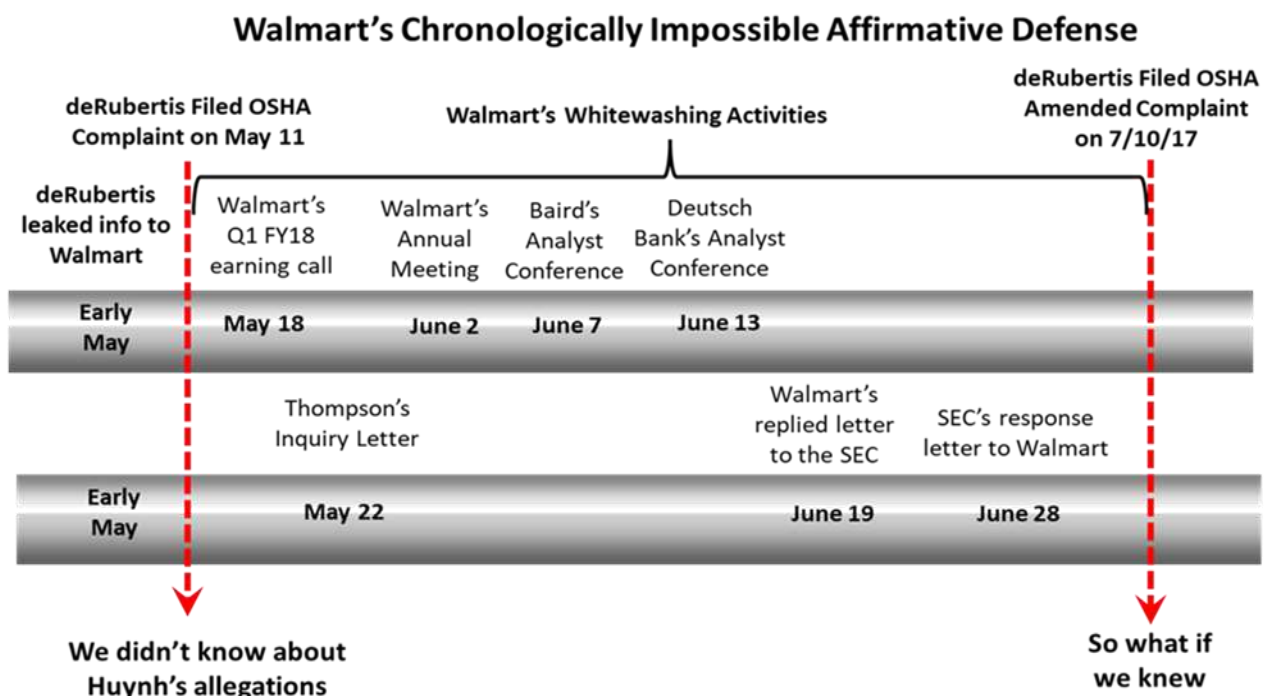 Walmart’s Chronologically Impossible Affirmative Defense
deRubertis Filed OSHA
Complaint on May 11
Walmart’s Whitewashing Activities
deRubertis Filed OSHA
Amended Complaint
on 7/10/17
deRubertis
leaked info to
Walmart
Walmart’s
Q1 FY18
earning call
Walmart’s
Annual
Meeting
Baird’s
Analyst
Conference
Deutsch
Bank’s Analyst
Conference
Early
May
May 18
June 2
June 7
June 13
Thompson’s
Inquiry Letter
Walmart’s
replied letter
to the SEC
SEC’s response
letter to Walmart
Early
May
May 22
June 19
June 28
We didn’t know about
Huynh’s allegations
So what if
we knew